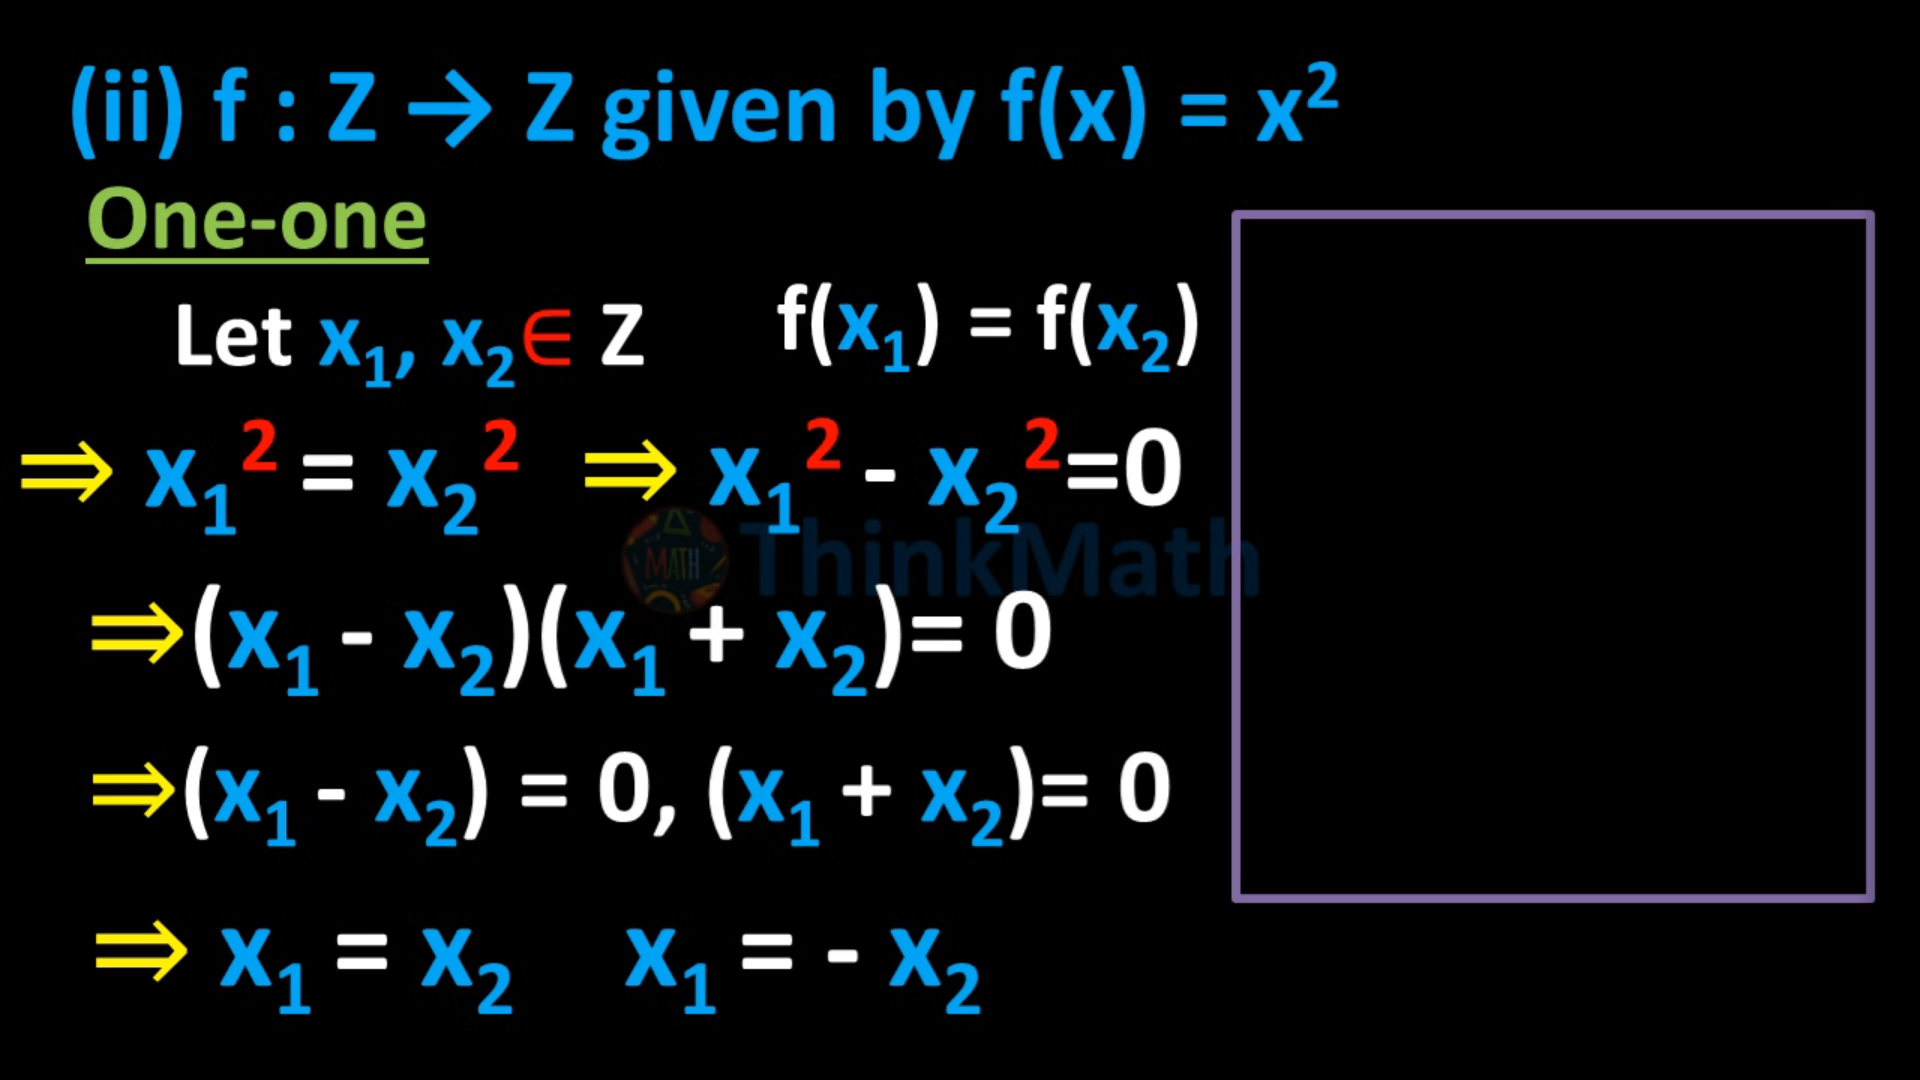 (ii) f : Z → Z given by f(x) = x²
One-one
Let x₁, x₂∈ Z f(x₁) = f(x₂)
⇒ x₁² = x₂² ⇒ x₁² - x₂²=0
MATH ThinkMath
⇒(x₁ - x₂)(x₁ + x₂)= 0
⇒(x₁ - x₂) = 0, (x₁ + x₂)= 0
⇒ x₁ = x₂ x₁ = - x₂